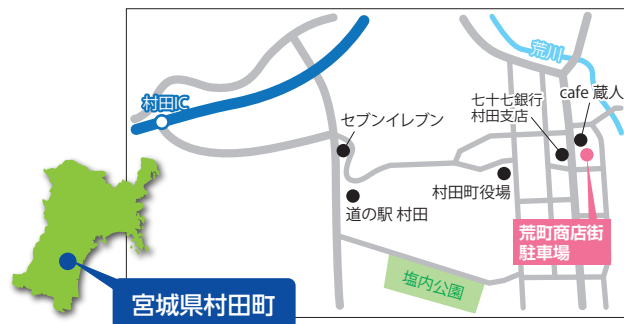 荒川
村田IC
cafe 蔵人
七十七銀行
村田支店
セブンイレブン
村田町役場
道の駅 村田
荒町商店街
駐車場
塩内公園
宮城県村田町